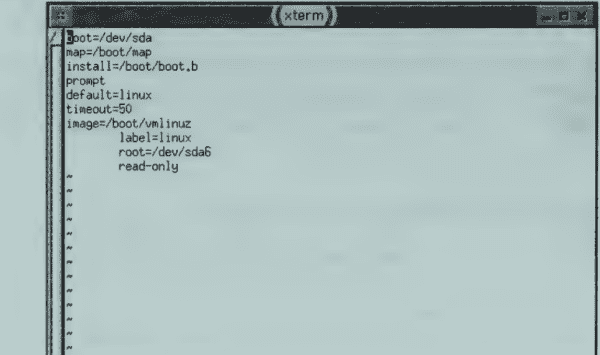 xterm
boot=/dev/sda
map=/boot/map
install=/boot/boot.b
prompt
default=linux
timeout=50
image=/boot/vmlinuz
label=linux
root=/dev/sda6
read-only
~
~
~
~
~
~
~
~
~
~
~
~
~